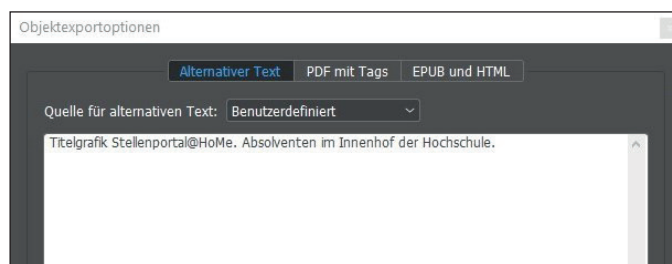 Objektexportoptionen
Alternativer Text PDF mit Tags EPUB und HTML
Quelle für alternativen Text: Benutzerdefiniert
Titelgrafik Stellenportal@HoMe. Absolventen im Innenhof der Hochschule.